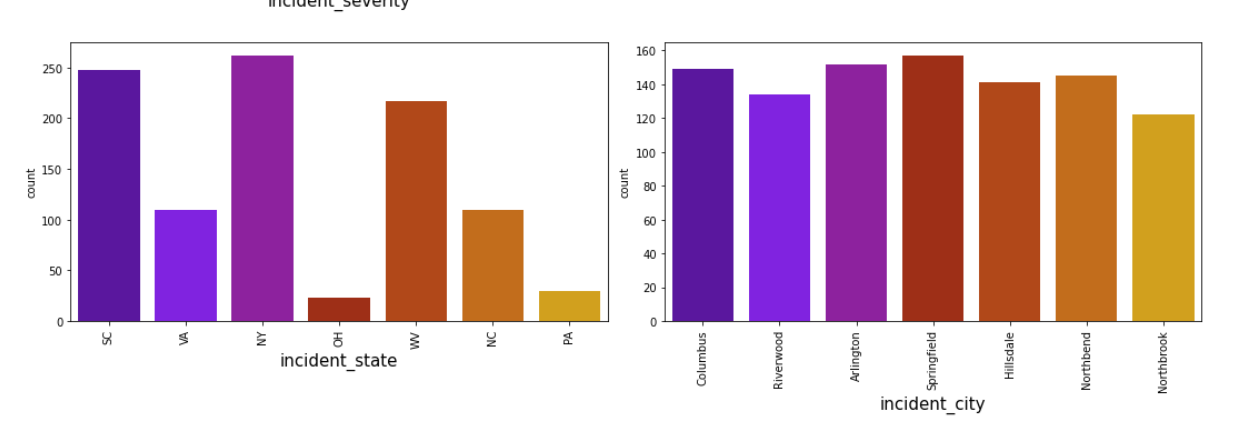 incident_severity
250
200
150
100
50
0
count
SC
VA
NY
OH
WV
NC
PA
incident_state
160
140
120
100
80
60
40
20
0
count
Columbus
Riverwood
Arlington
Springfield
Hillsdale
Northbend
Northbrook
incident_city